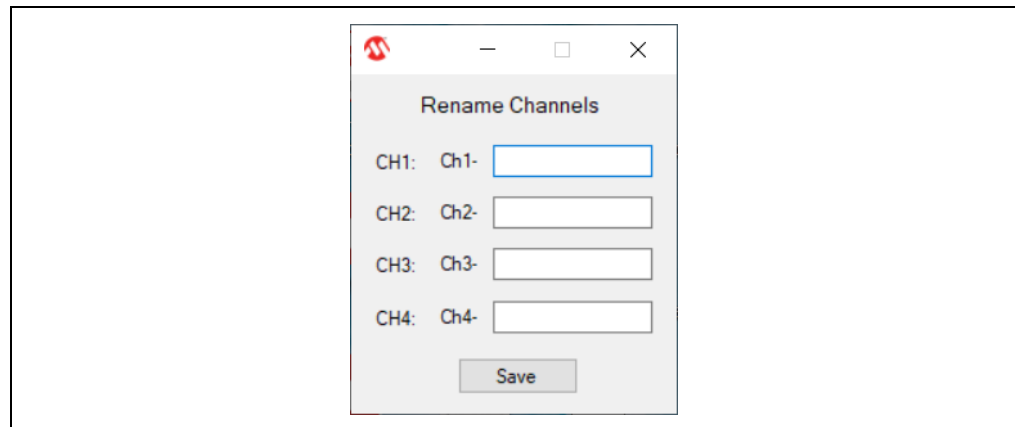 Rename Channels
CH1: Ch1-
CH2: Ch2-
CH3: Ch3-
CH4: Ch4-
Save